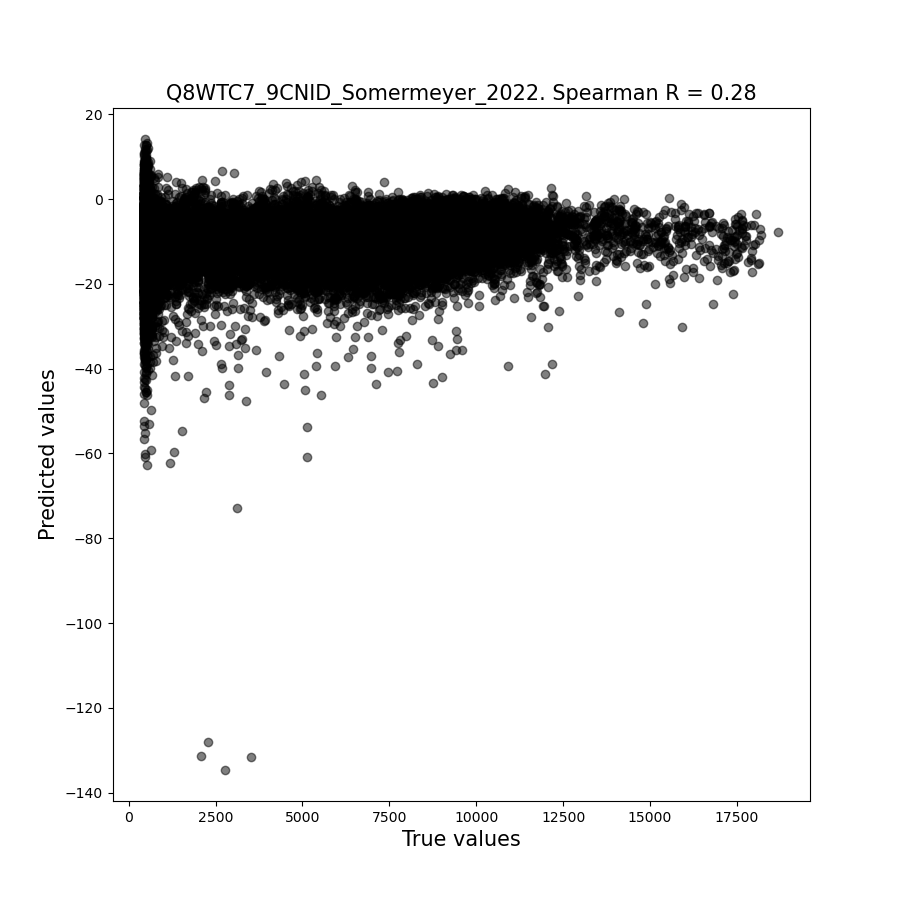 Q8WTC7_9CNID_Somermeyer_2022. Spearman R = 0.28
20
0
−20
−40
−60
−80
−100
−120
−140
Predicted values
0 2500 5000 7500 10000 12500 15000 17500
True values